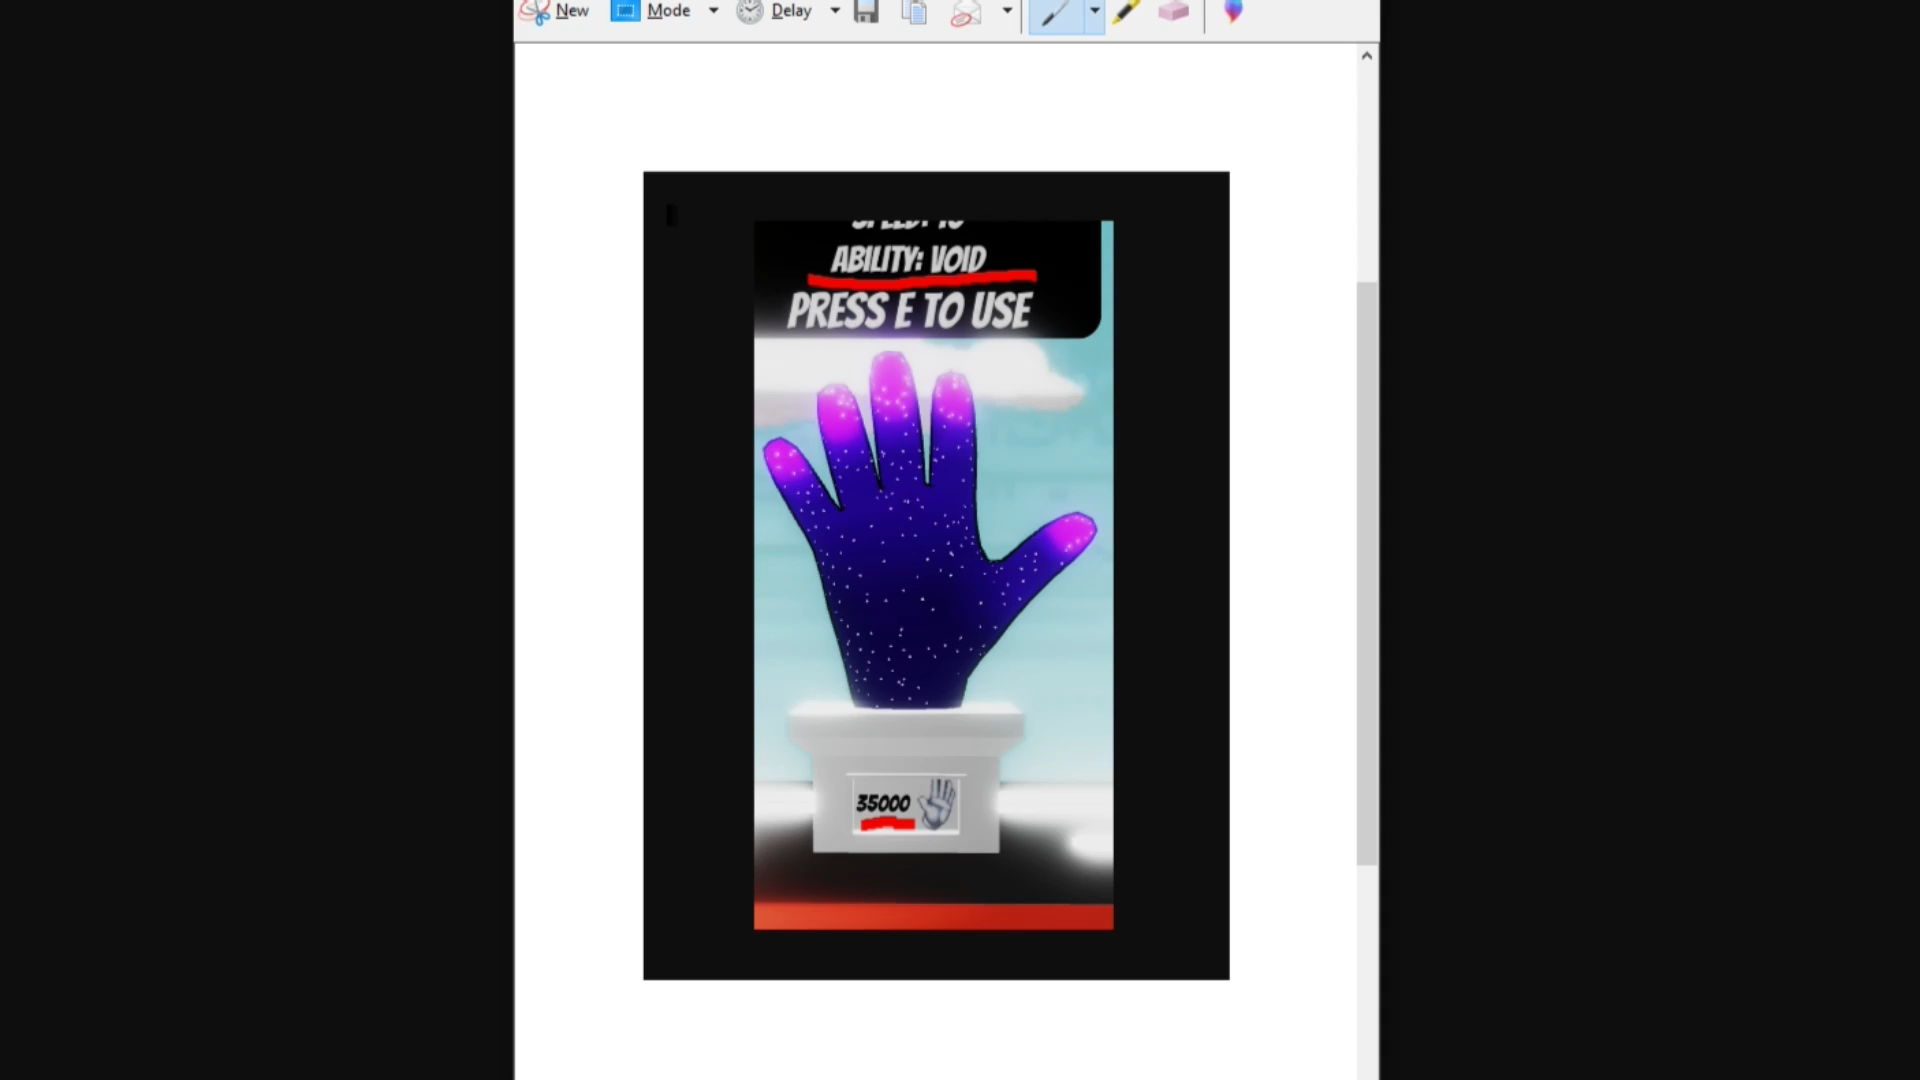 New Mode Delay
ABILITY: VOID
PRESS E TO USE
35000